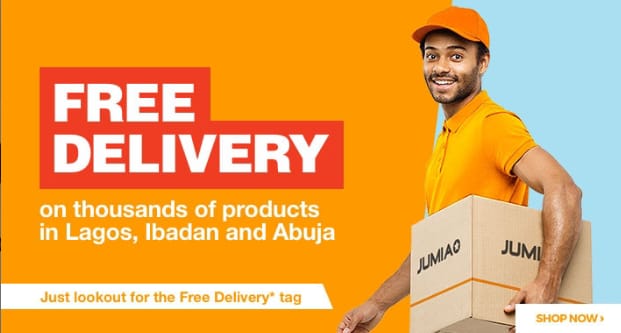 FREE
DELIVERY
on thousands of products
in Lagos, Ibadan and Abuja
Just lookout for the Free Delivery* tag
JUMIA
JUMI
SHOP NOW ›